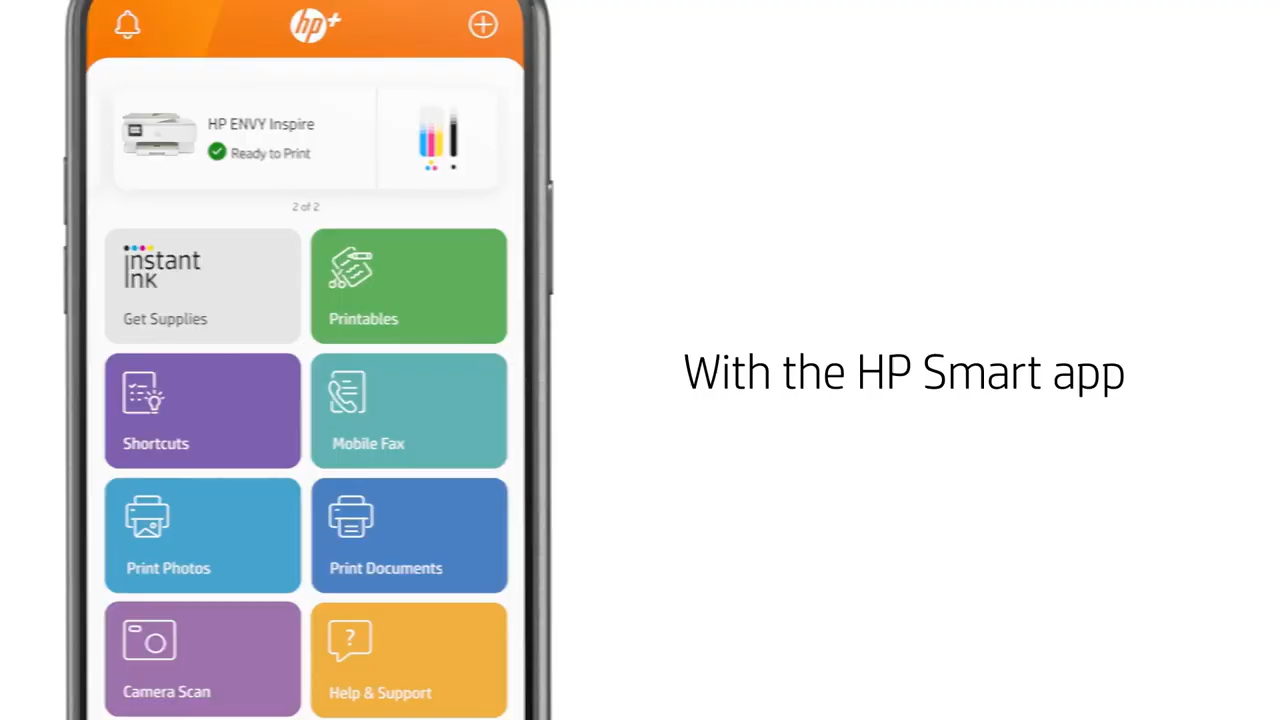 hp+
HP ENVY Inspire
Ready to Print
2 of 2
instant
ink
Get Supplies
Printables
Shortcuts
Mobile Fax
Print Photos
Print Documents
Camera Scan
?
Help & Support
With the HP Smart app